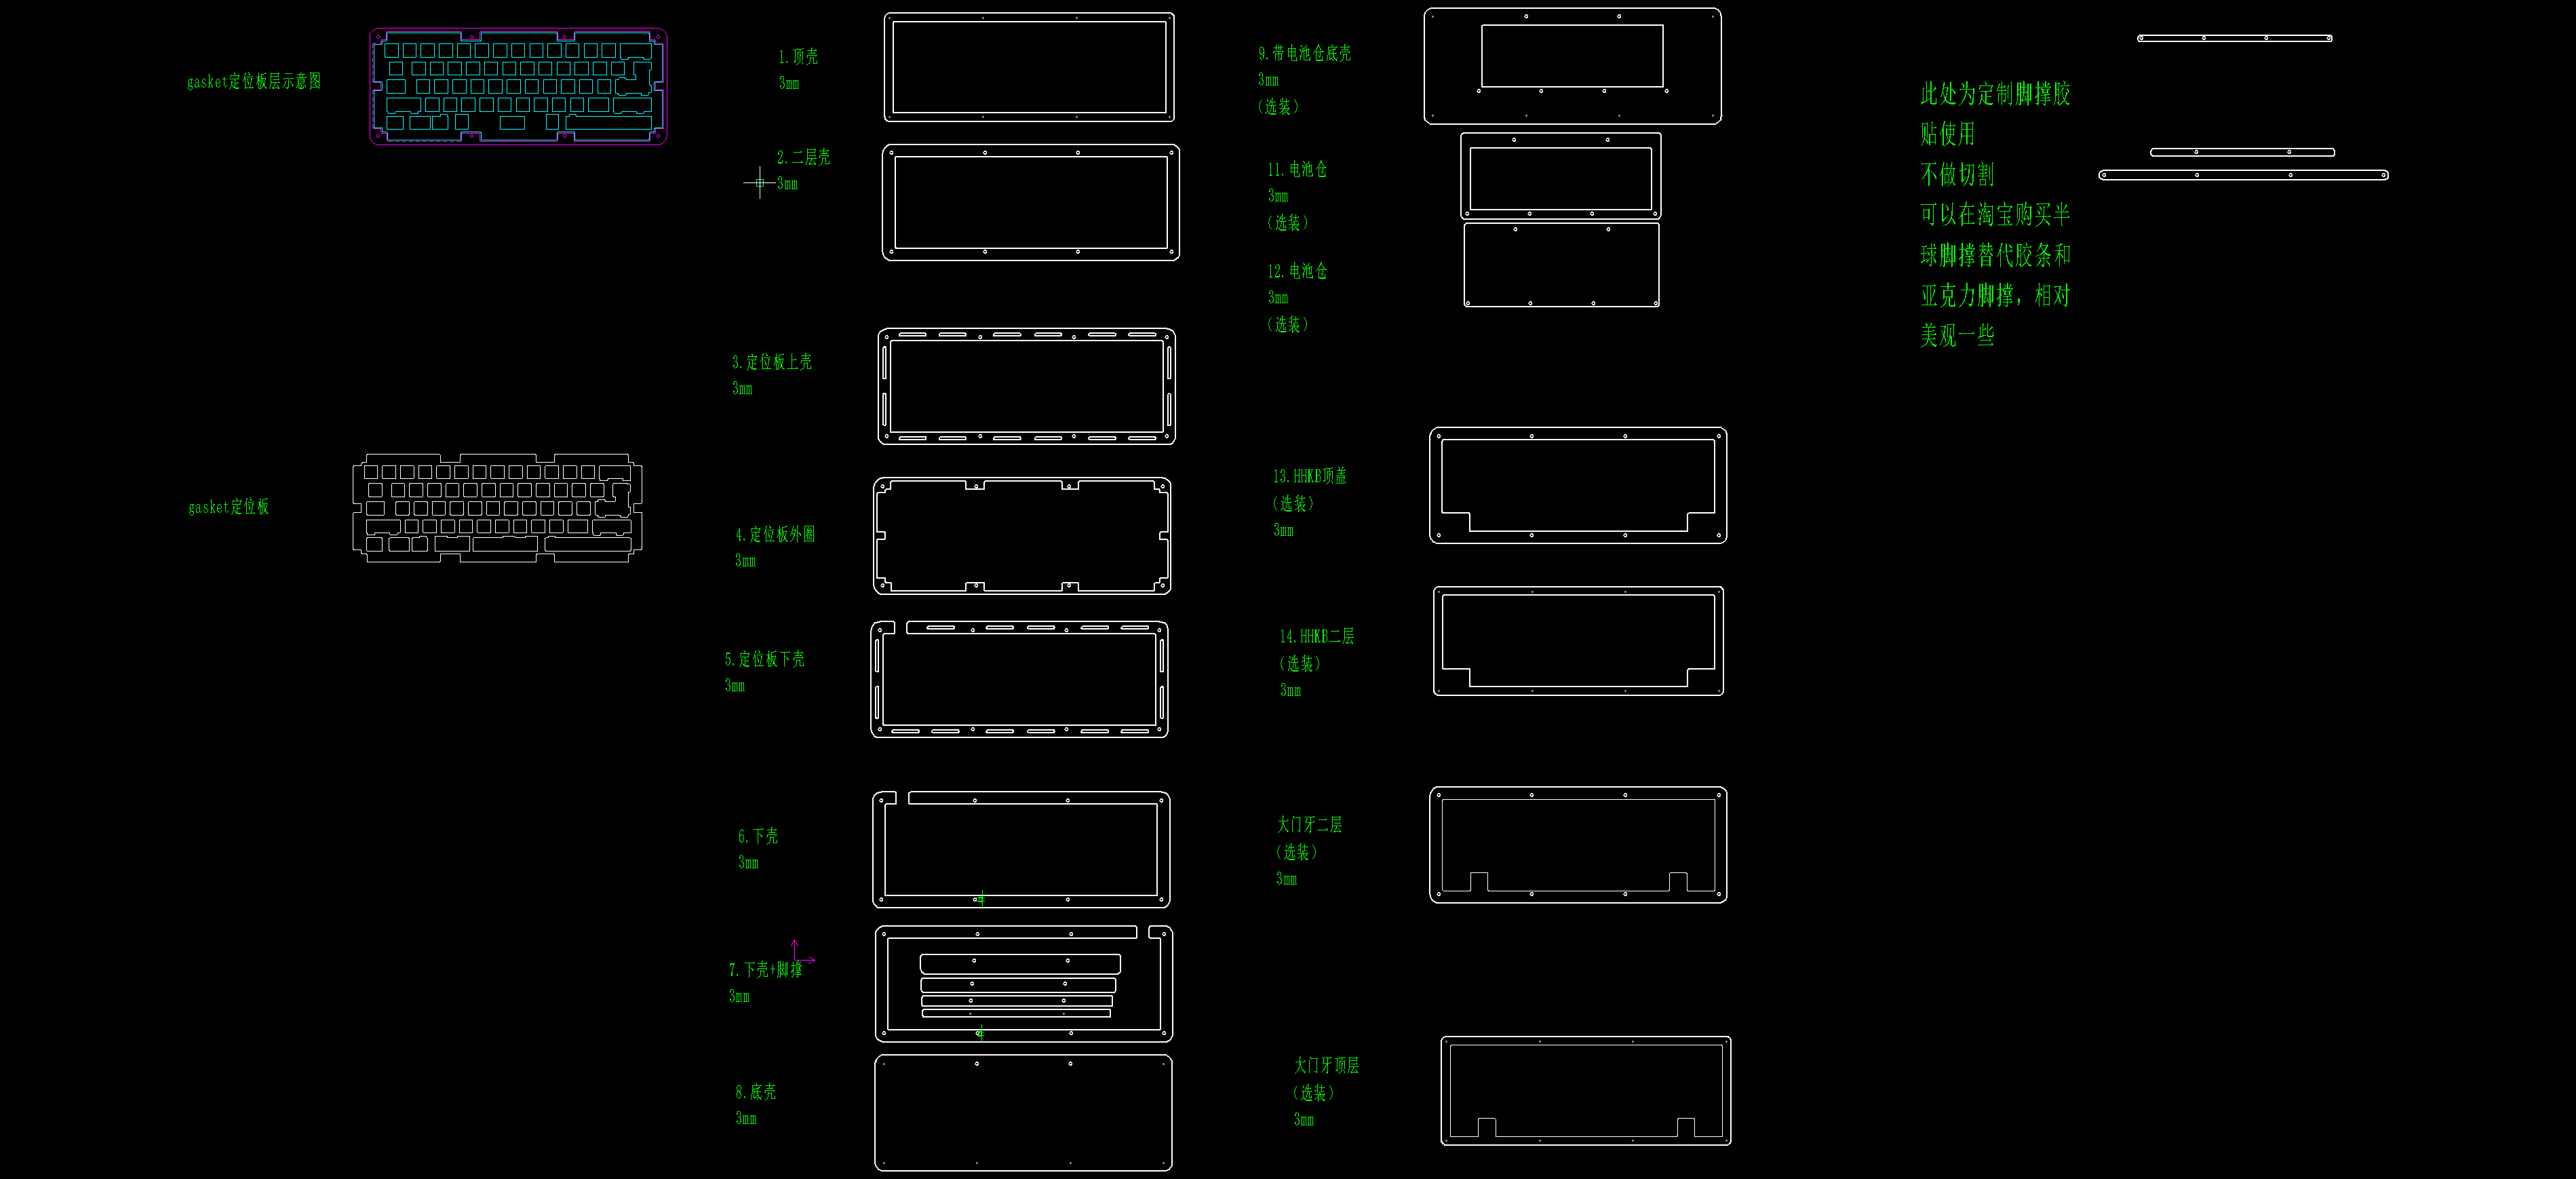 gasket定位板层示意图
gasket定位板
1.顶壳
3mm
2.二层壳
3mm
3.定位板上壳
3mm
4.定位板外圈
3mm
5.定位板下壳
3mm
6.下壳
3mm
7.下壳+脚撑
3mm
8.底壳
3mm
9.带电池仓底壳
3mm
(选装)
11.电池仓
3mm
(选装)
12.电池仓
3mm
(选装)
13.HHKB顶盖
(选装)
3mm
14.HHKB二层
(选装)
3mm
大门牙二层
(选装)
3mm
大门牙顶层
(选装)
3mm
此处为定制脚撑胶
贴使用
不做切割
可以在淘宝购买半
球脚撑替代胶条和
亚克力脚撑，相对
美观一些